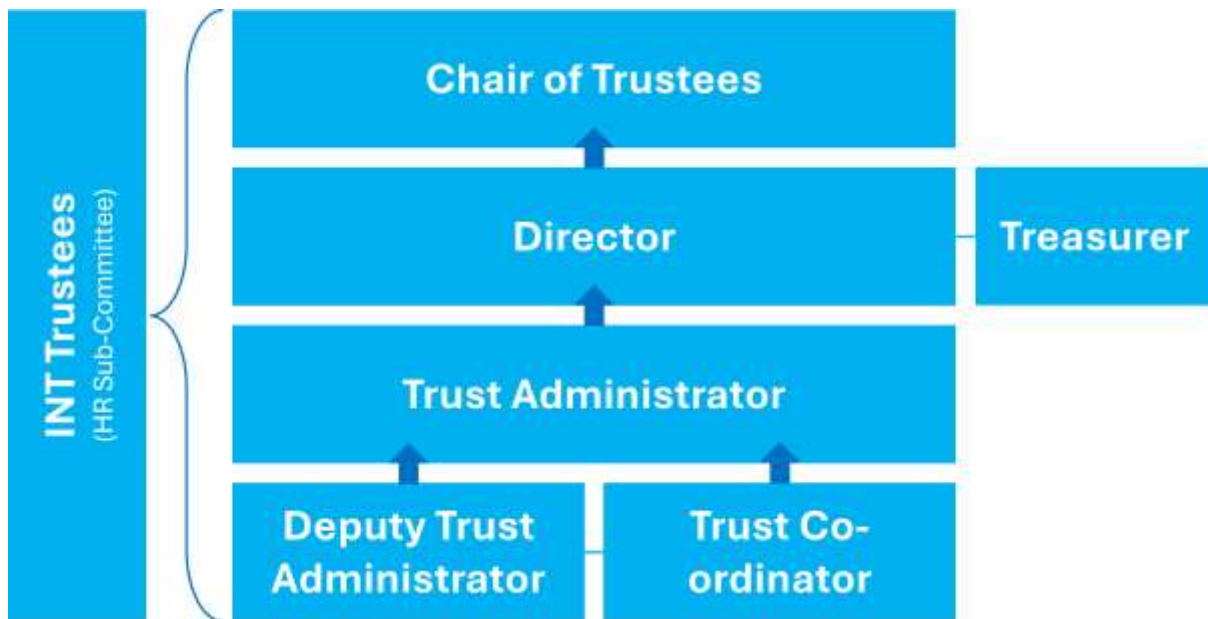 INT Trustees
(HR Sub-Committee)
Chair of Trustees
Director
Treasurer
Trust Administrator
Deputy Trust
Administrator
Trust Co-
ordinator